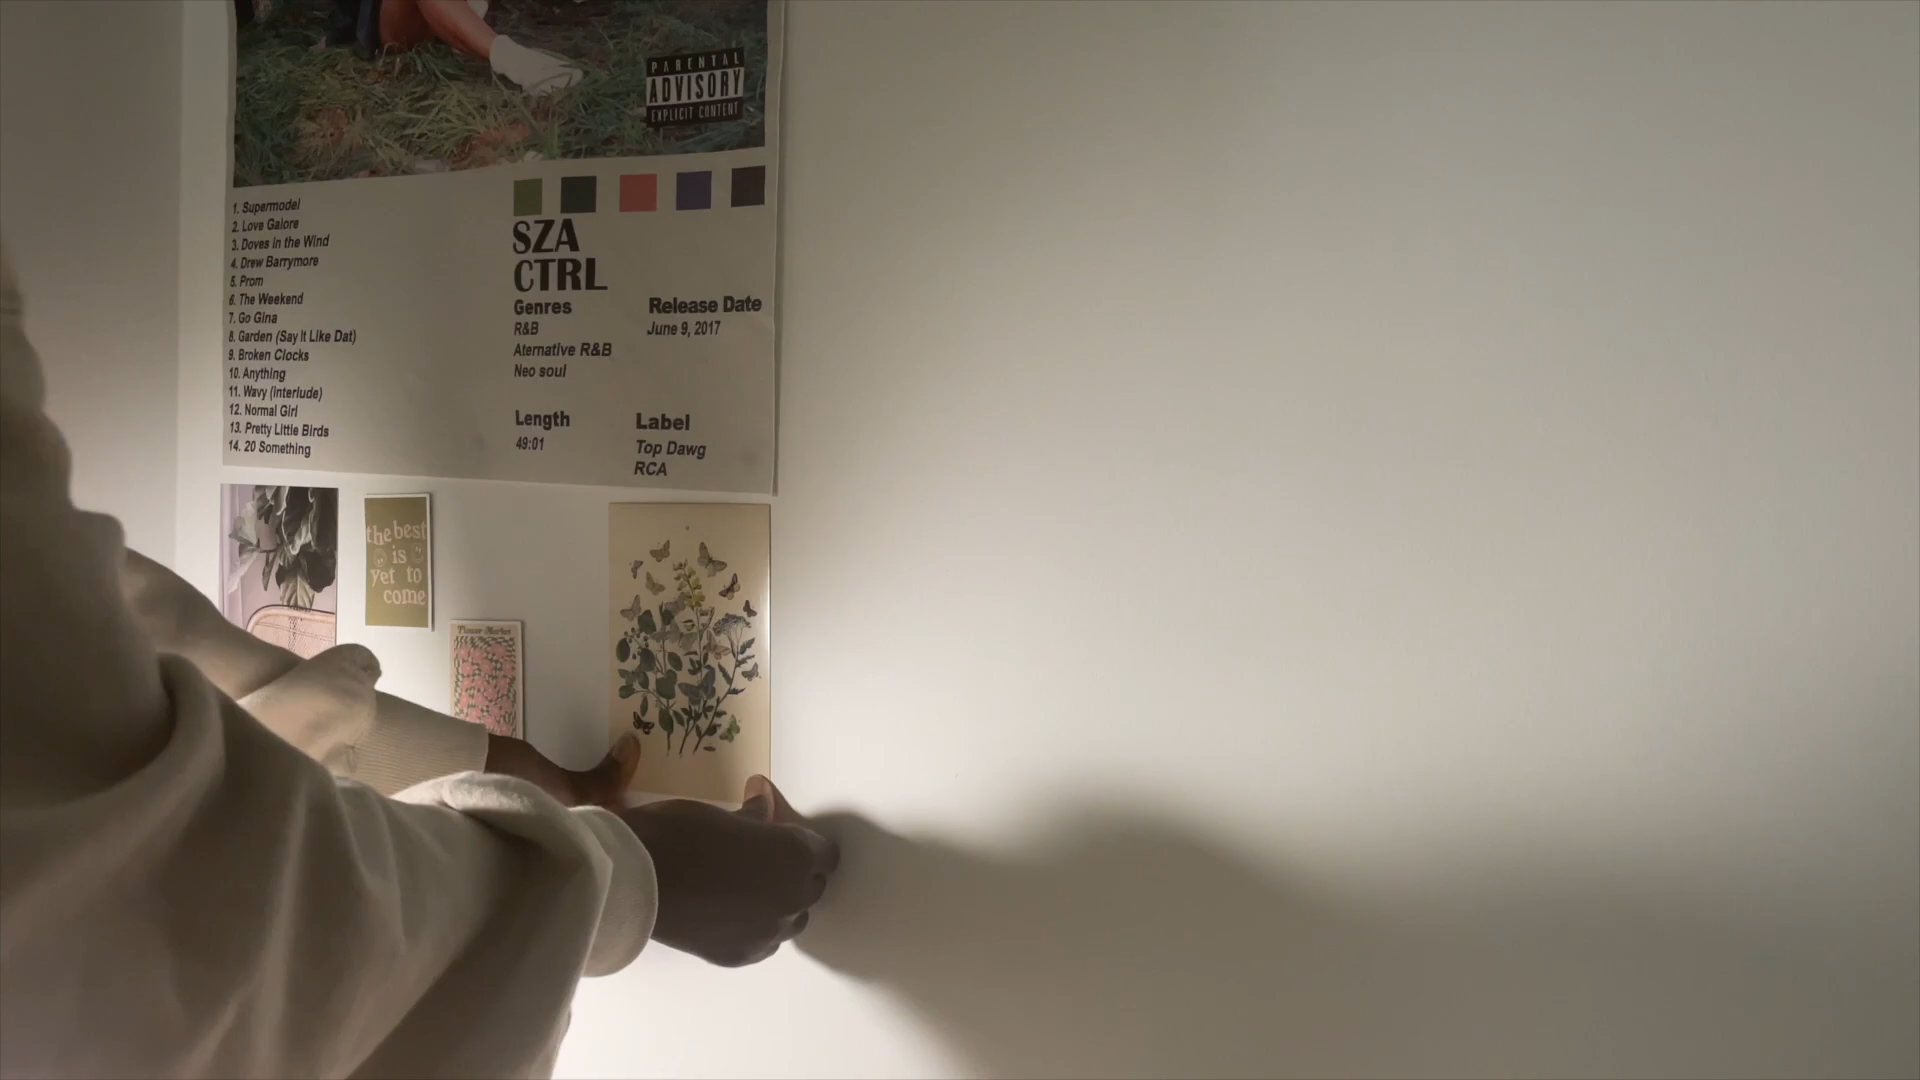 PARENTAL
ADVISORY
EXPLICIT CONTENT
1. Supermodel
2. Love Galore
3. Doves in the Wind
4. Drew Barrymore
5. Prom
6. The Weekend
7. Go Gina
8. Garden (Say It Like Dat)
9. Broken Clocks
10. Anything
11. Wavy (Interlude)
12. Normal Girl
13. Pretty Little Birds
14. 20 Something
SZA
CTRL
Genres
R&B
Aternative R&B
Neo soul
Release Date
June 9, 2017
Length
49:01
Label
Top Dawg
RCA
the best
is
yet to
come
Flower Market